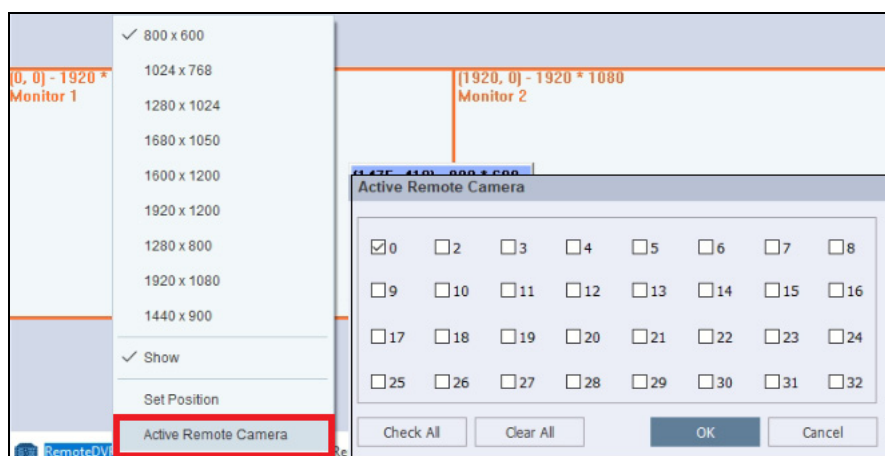 800 x 600
1024 x 768
1280 x 1024
1680 x 1050
1600 x 1200
1920 x 1200
1280 x 800
1920 x 1080
1440 x 900
Show
Set Position
Active Remote Camera
(0, 0) - 1920 *
Monitor 1
(1920, 0) - 1920 * 1080
Monitor 2
Active Remote Camera
0 2 3 4 5 6 7 8
9 10 11 12 13 14 15 16
17 18 19 20 21 22 23 24
25 26 27 28 29 30 31 32
Check All Clear All OK Cancel